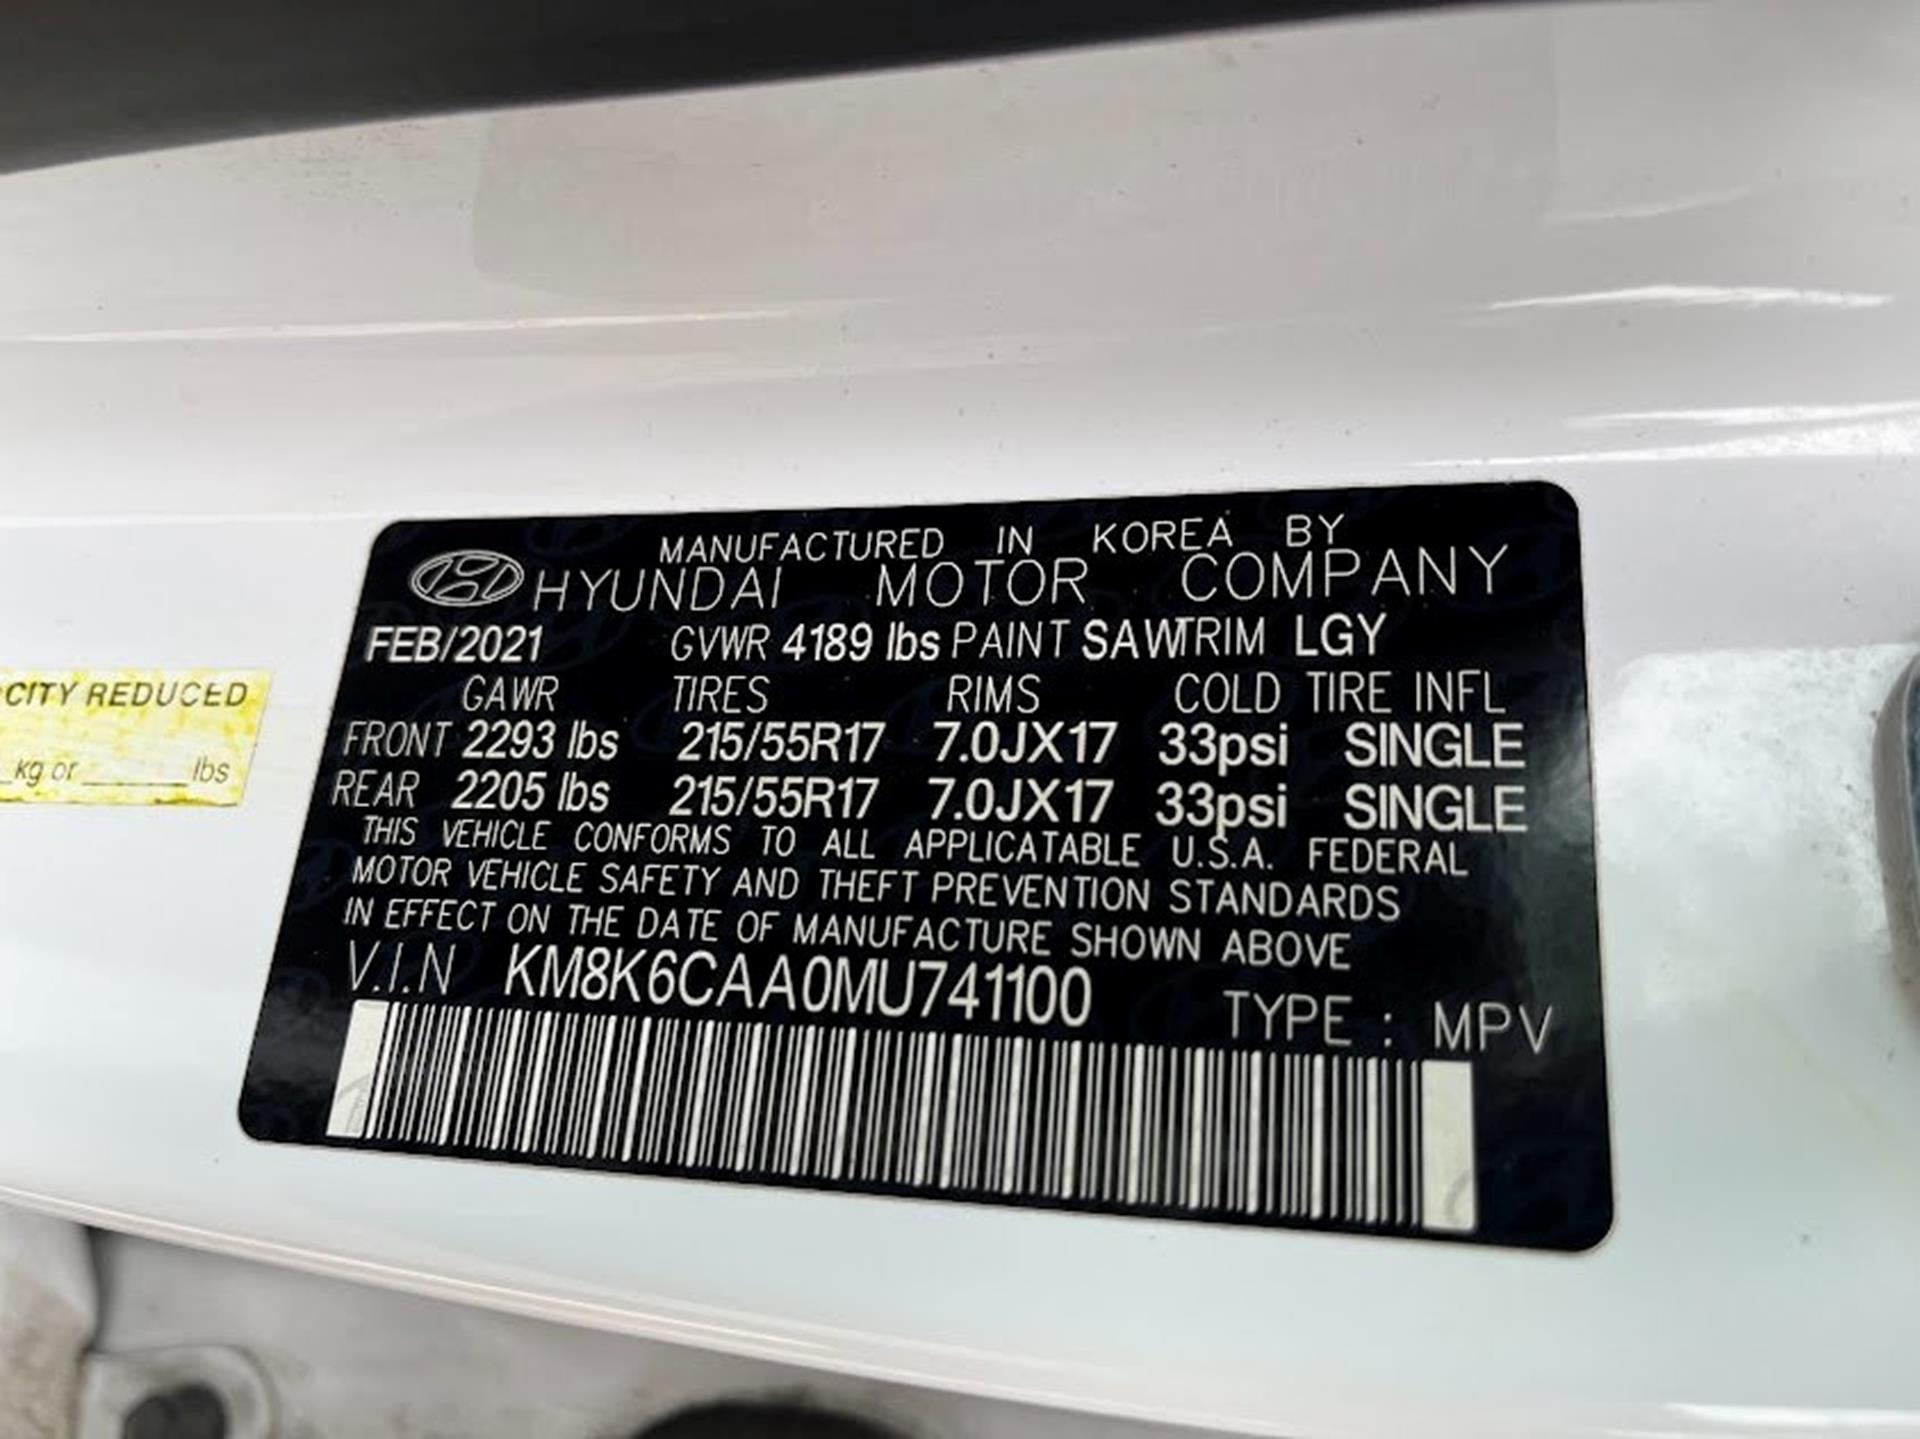 MANUFACTURED IN KOREA BY
HYUNDAI MOTOR COMPANY
FEB/2021 GVWR 4189 lbs PAINT SAW TRIM LGY
GAWR TIRES RIMS COLD TIRE INFL
FRONT 2293 lbs 215/55R17 7.0JX17 33psi SINGLE
REAR 2205 lbs 215/55R17 7.0JX17 33psi SINGLE
THIS VEHICLE CONFORMS TO ALL APPLICATABLE U.S.A. FEDERAL
MOTOR VEHICLE SAFETY AND THEFT PREVENTION STANDARDS
IN EFFECT ON THE DATE OF MANUFACTURE SHOWN ABOVE
V.I.N KM8K6CAA0MU741100
TYPE : MPV
CITY REDUCED
kg or ______ lbs